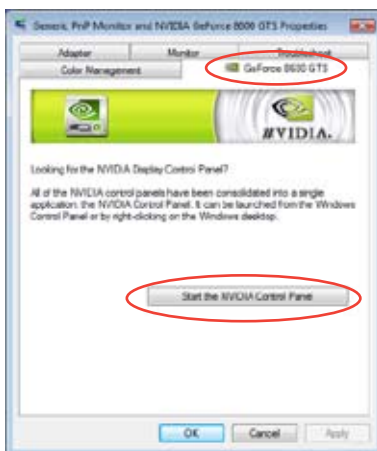 Generic PnP Monitor and NVIDIA GeForce 8600 GTS Properties
Adapter Monitor Troubleshoot
Color Management GeForce 8600 GTS
NVIDIA.
Looking for the NVIDIA Display Control Panel?
All of the NVIDIA control panels have been consolidated into a single
application: the NVIDIA Control Panel. It can be launched from the Windows
Control Panel or by right-clicking on the Windows desktop.
Start the NVIDIA Control Panel
OK Cancel Apply